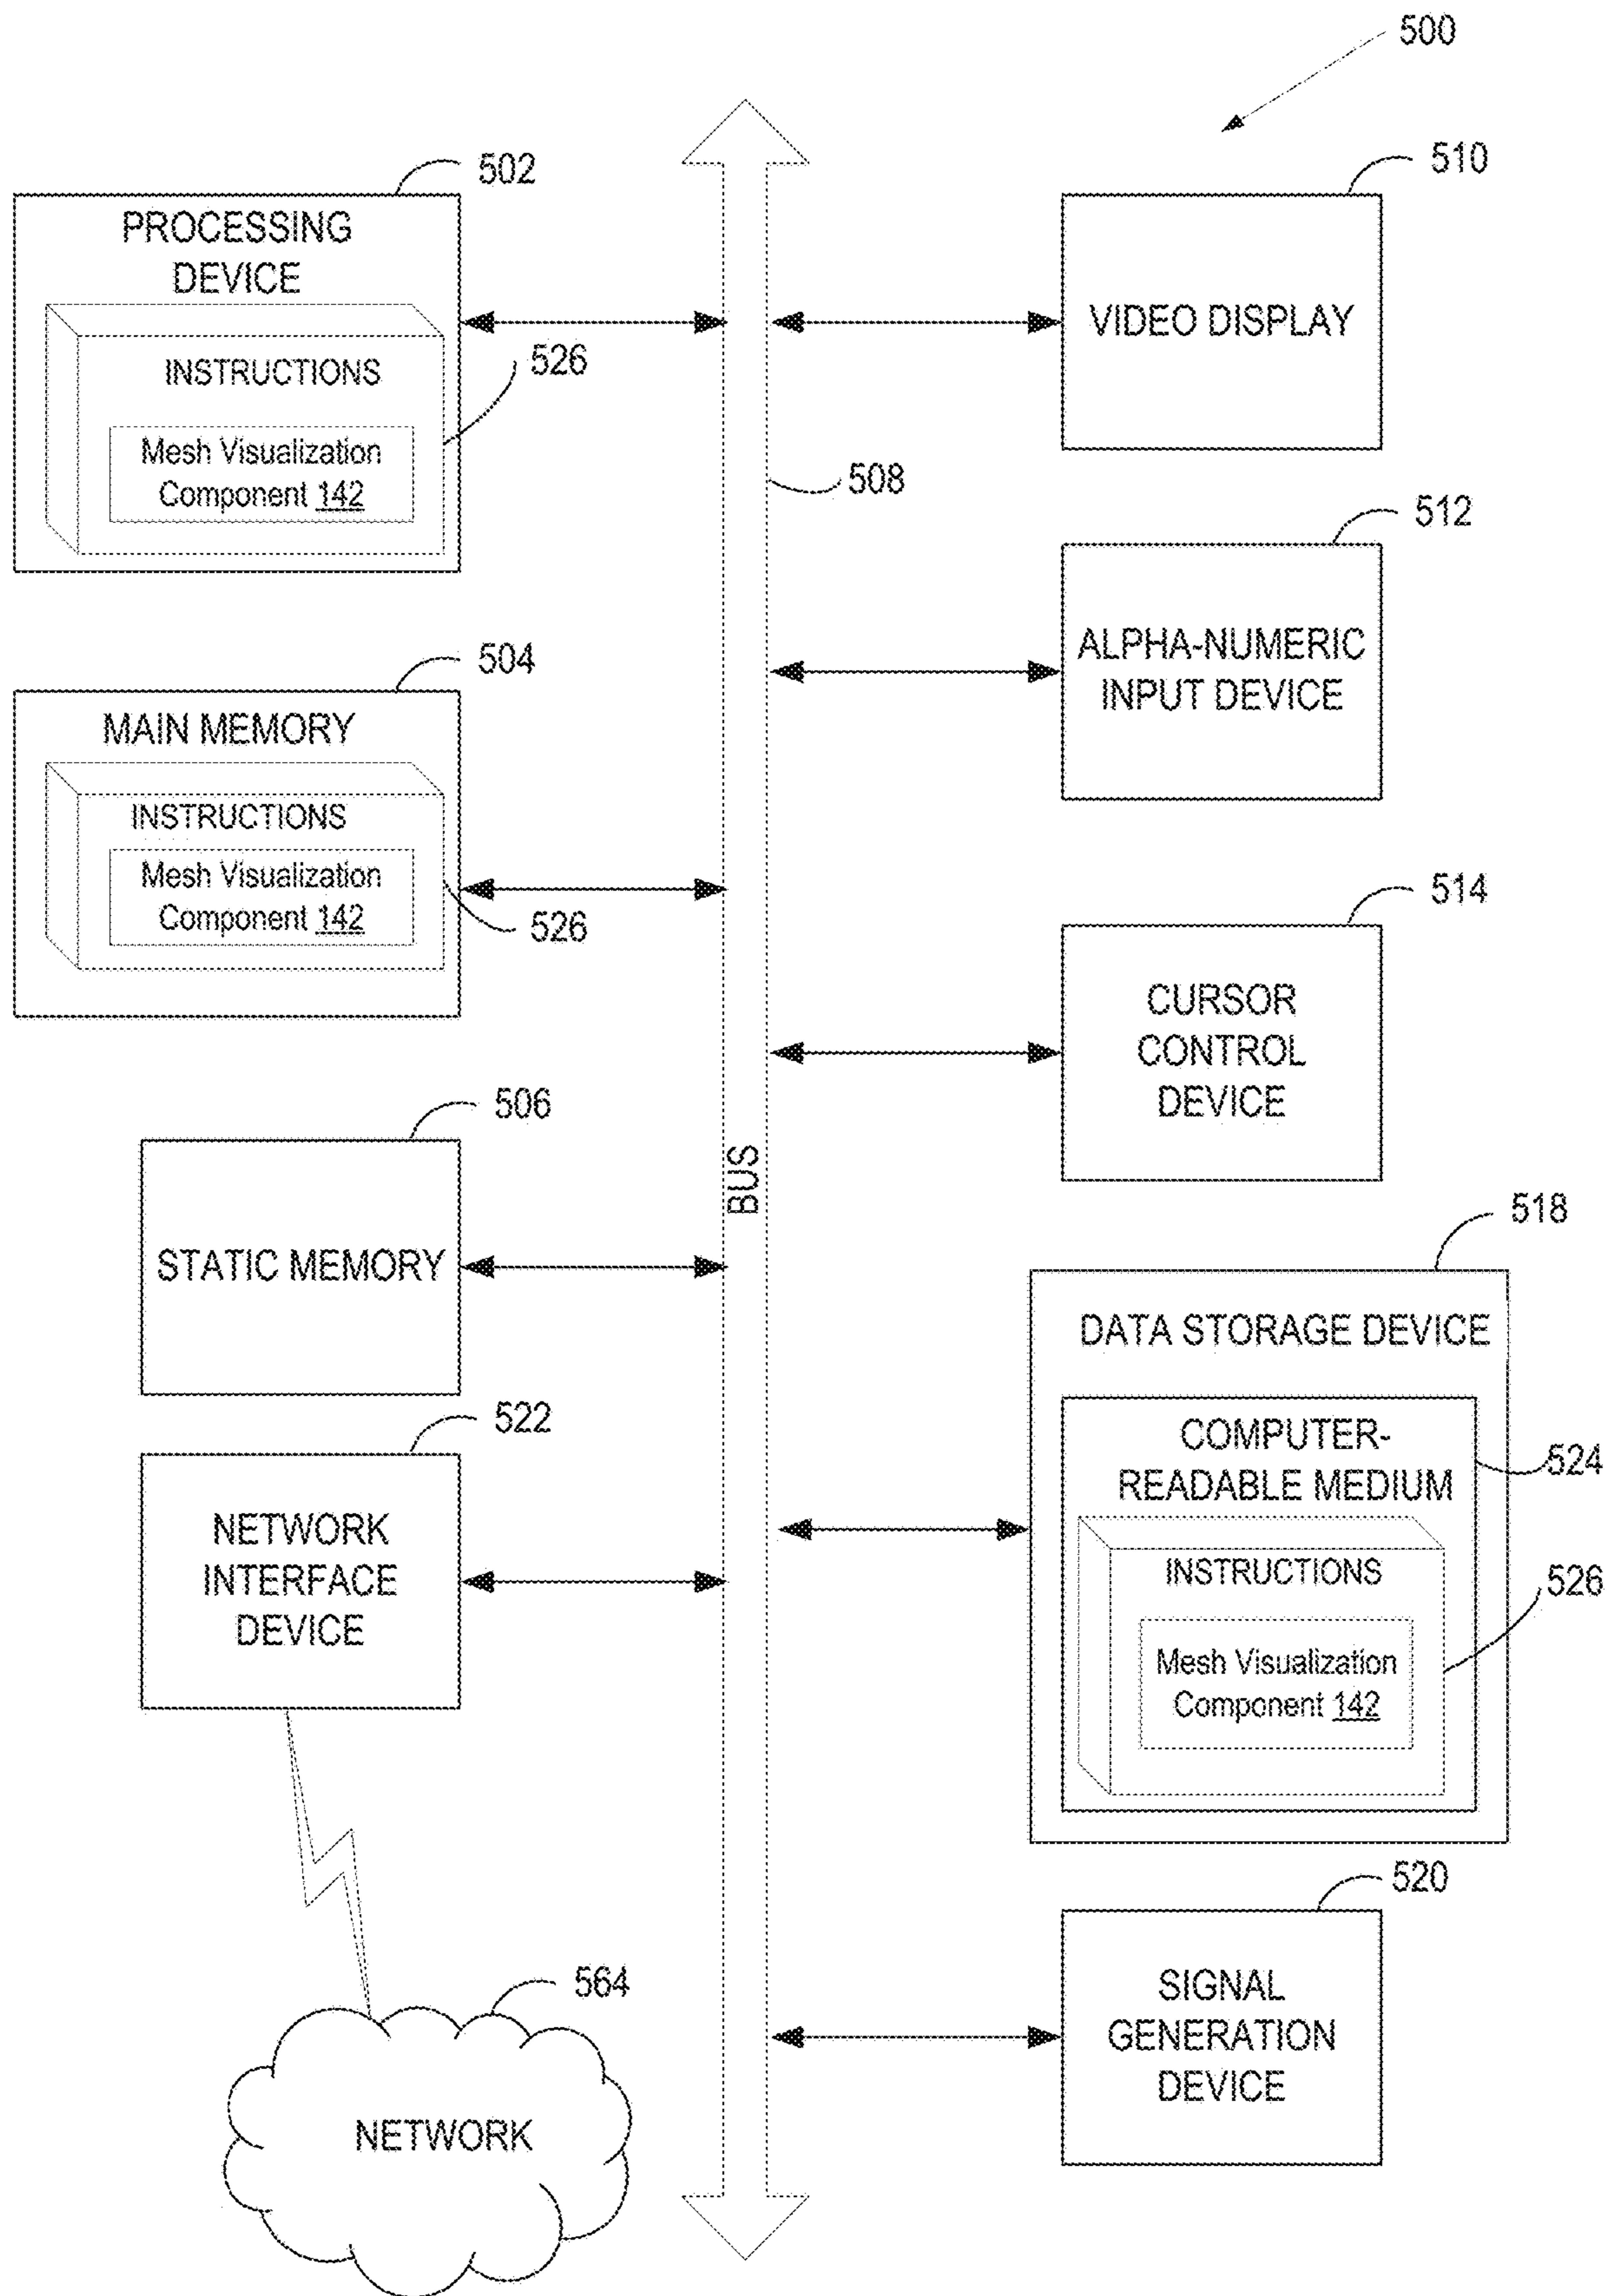 500
502
PROCESSING
DEVICE
INSTRUCTIONS
526
Mesh Visualization
Component 142
504
MAIN MEMORY
INSTRUCTIONS
Mesh Visualization
Component 142
526
506
STATIC MEMORY
522
NETWORK
INTERFACE
DEVICE
564
NETWORK
508
BUS
510
VIDEO DISPLAY
512
ALPHA-NUMERIC
INPUT DEVICE
514
CURSOR
CONTROL
DEVICE
518
DATA STORAGE DEVICE
COMPUTER-
READABLE MEDIUM
524
INSTRUCTIONS
526
Mesh Visualization
Component 142
520
SIGNAL
GENERATION
DEVICE